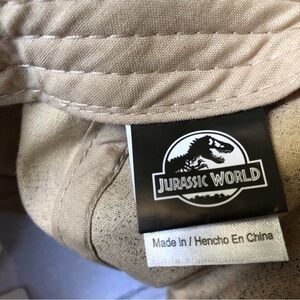 JURASSIC WORLD
Made in / Hencho En China